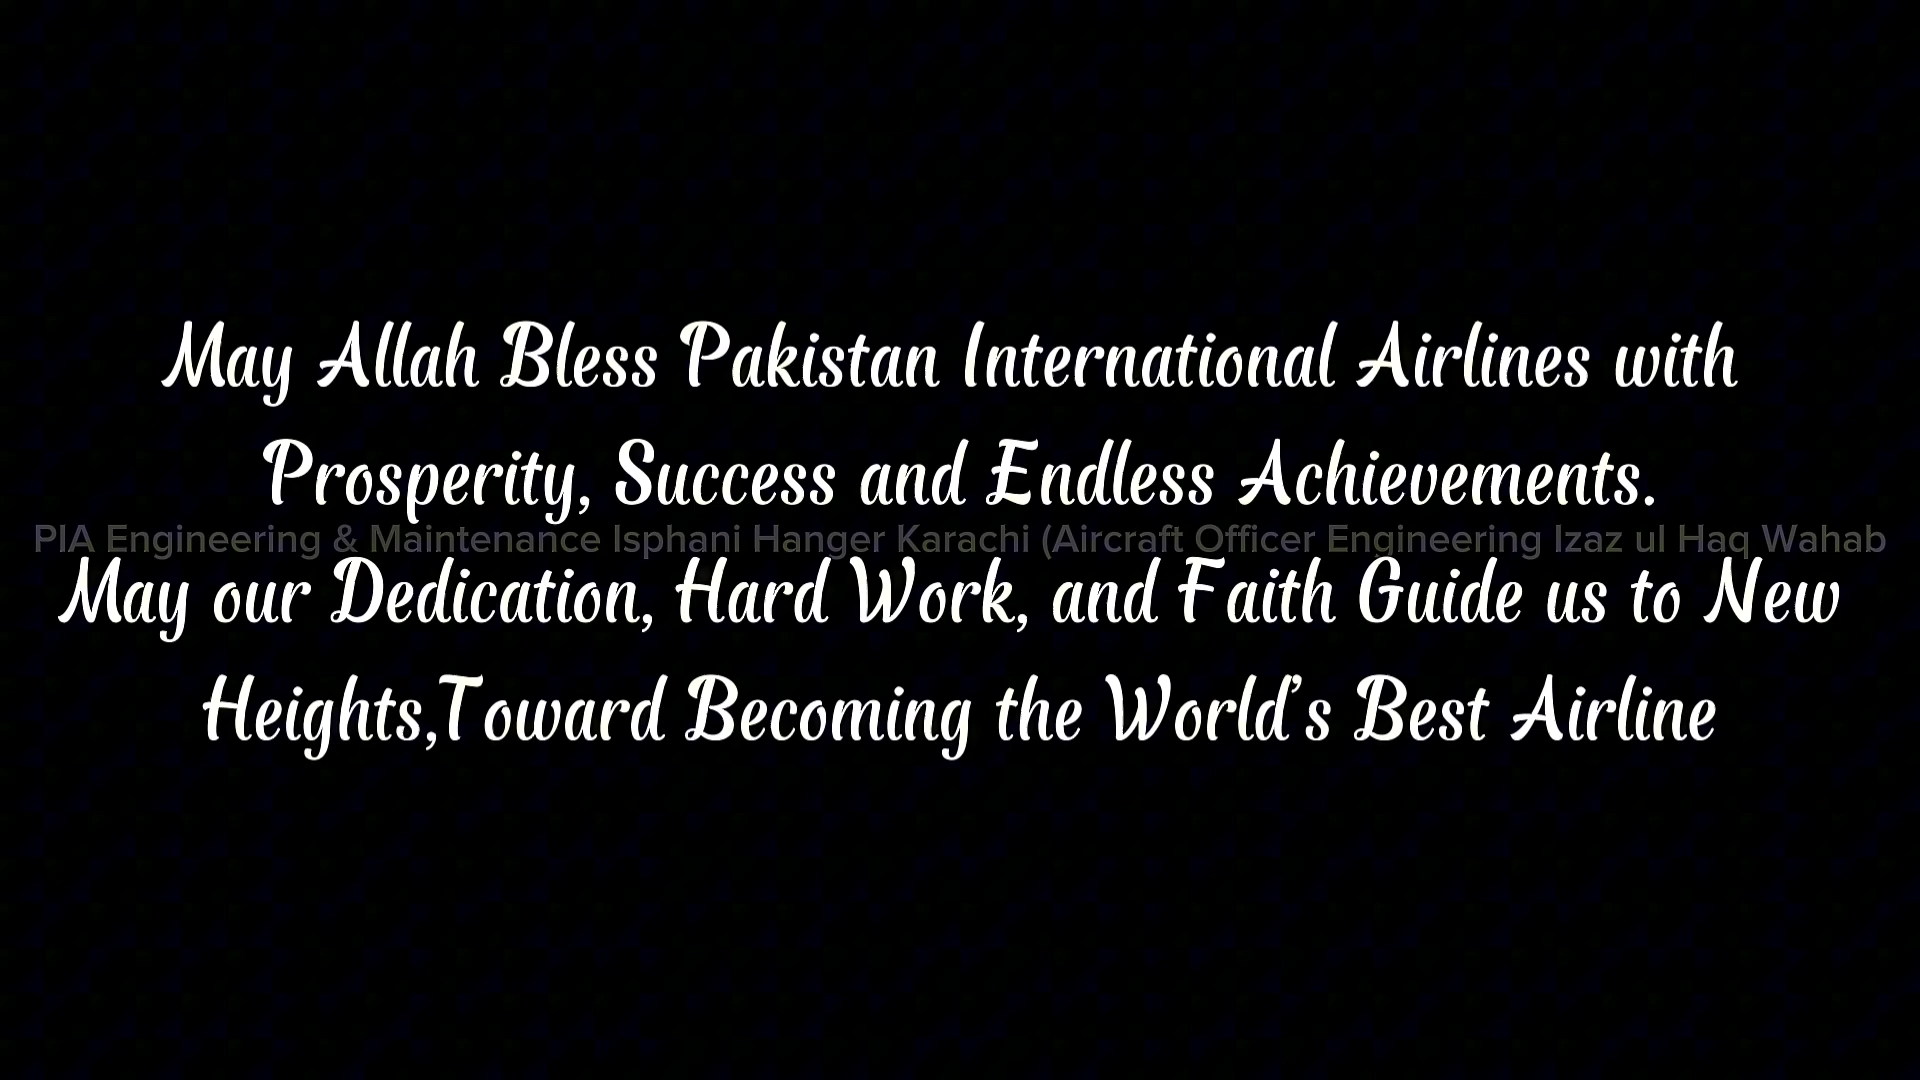 May Allah Bless Pakistan International Airlines with
Prosperity, Success and Endless Achievements.
PIA Engineering & Maintenance Isphani Hanger Karachi (Aircraft Officer Engineering Izaz ul Haq Wahab
May our Dedication, Hard Work, and Faith Guide us to New
Heights,Toward Becoming the World's Best Airline